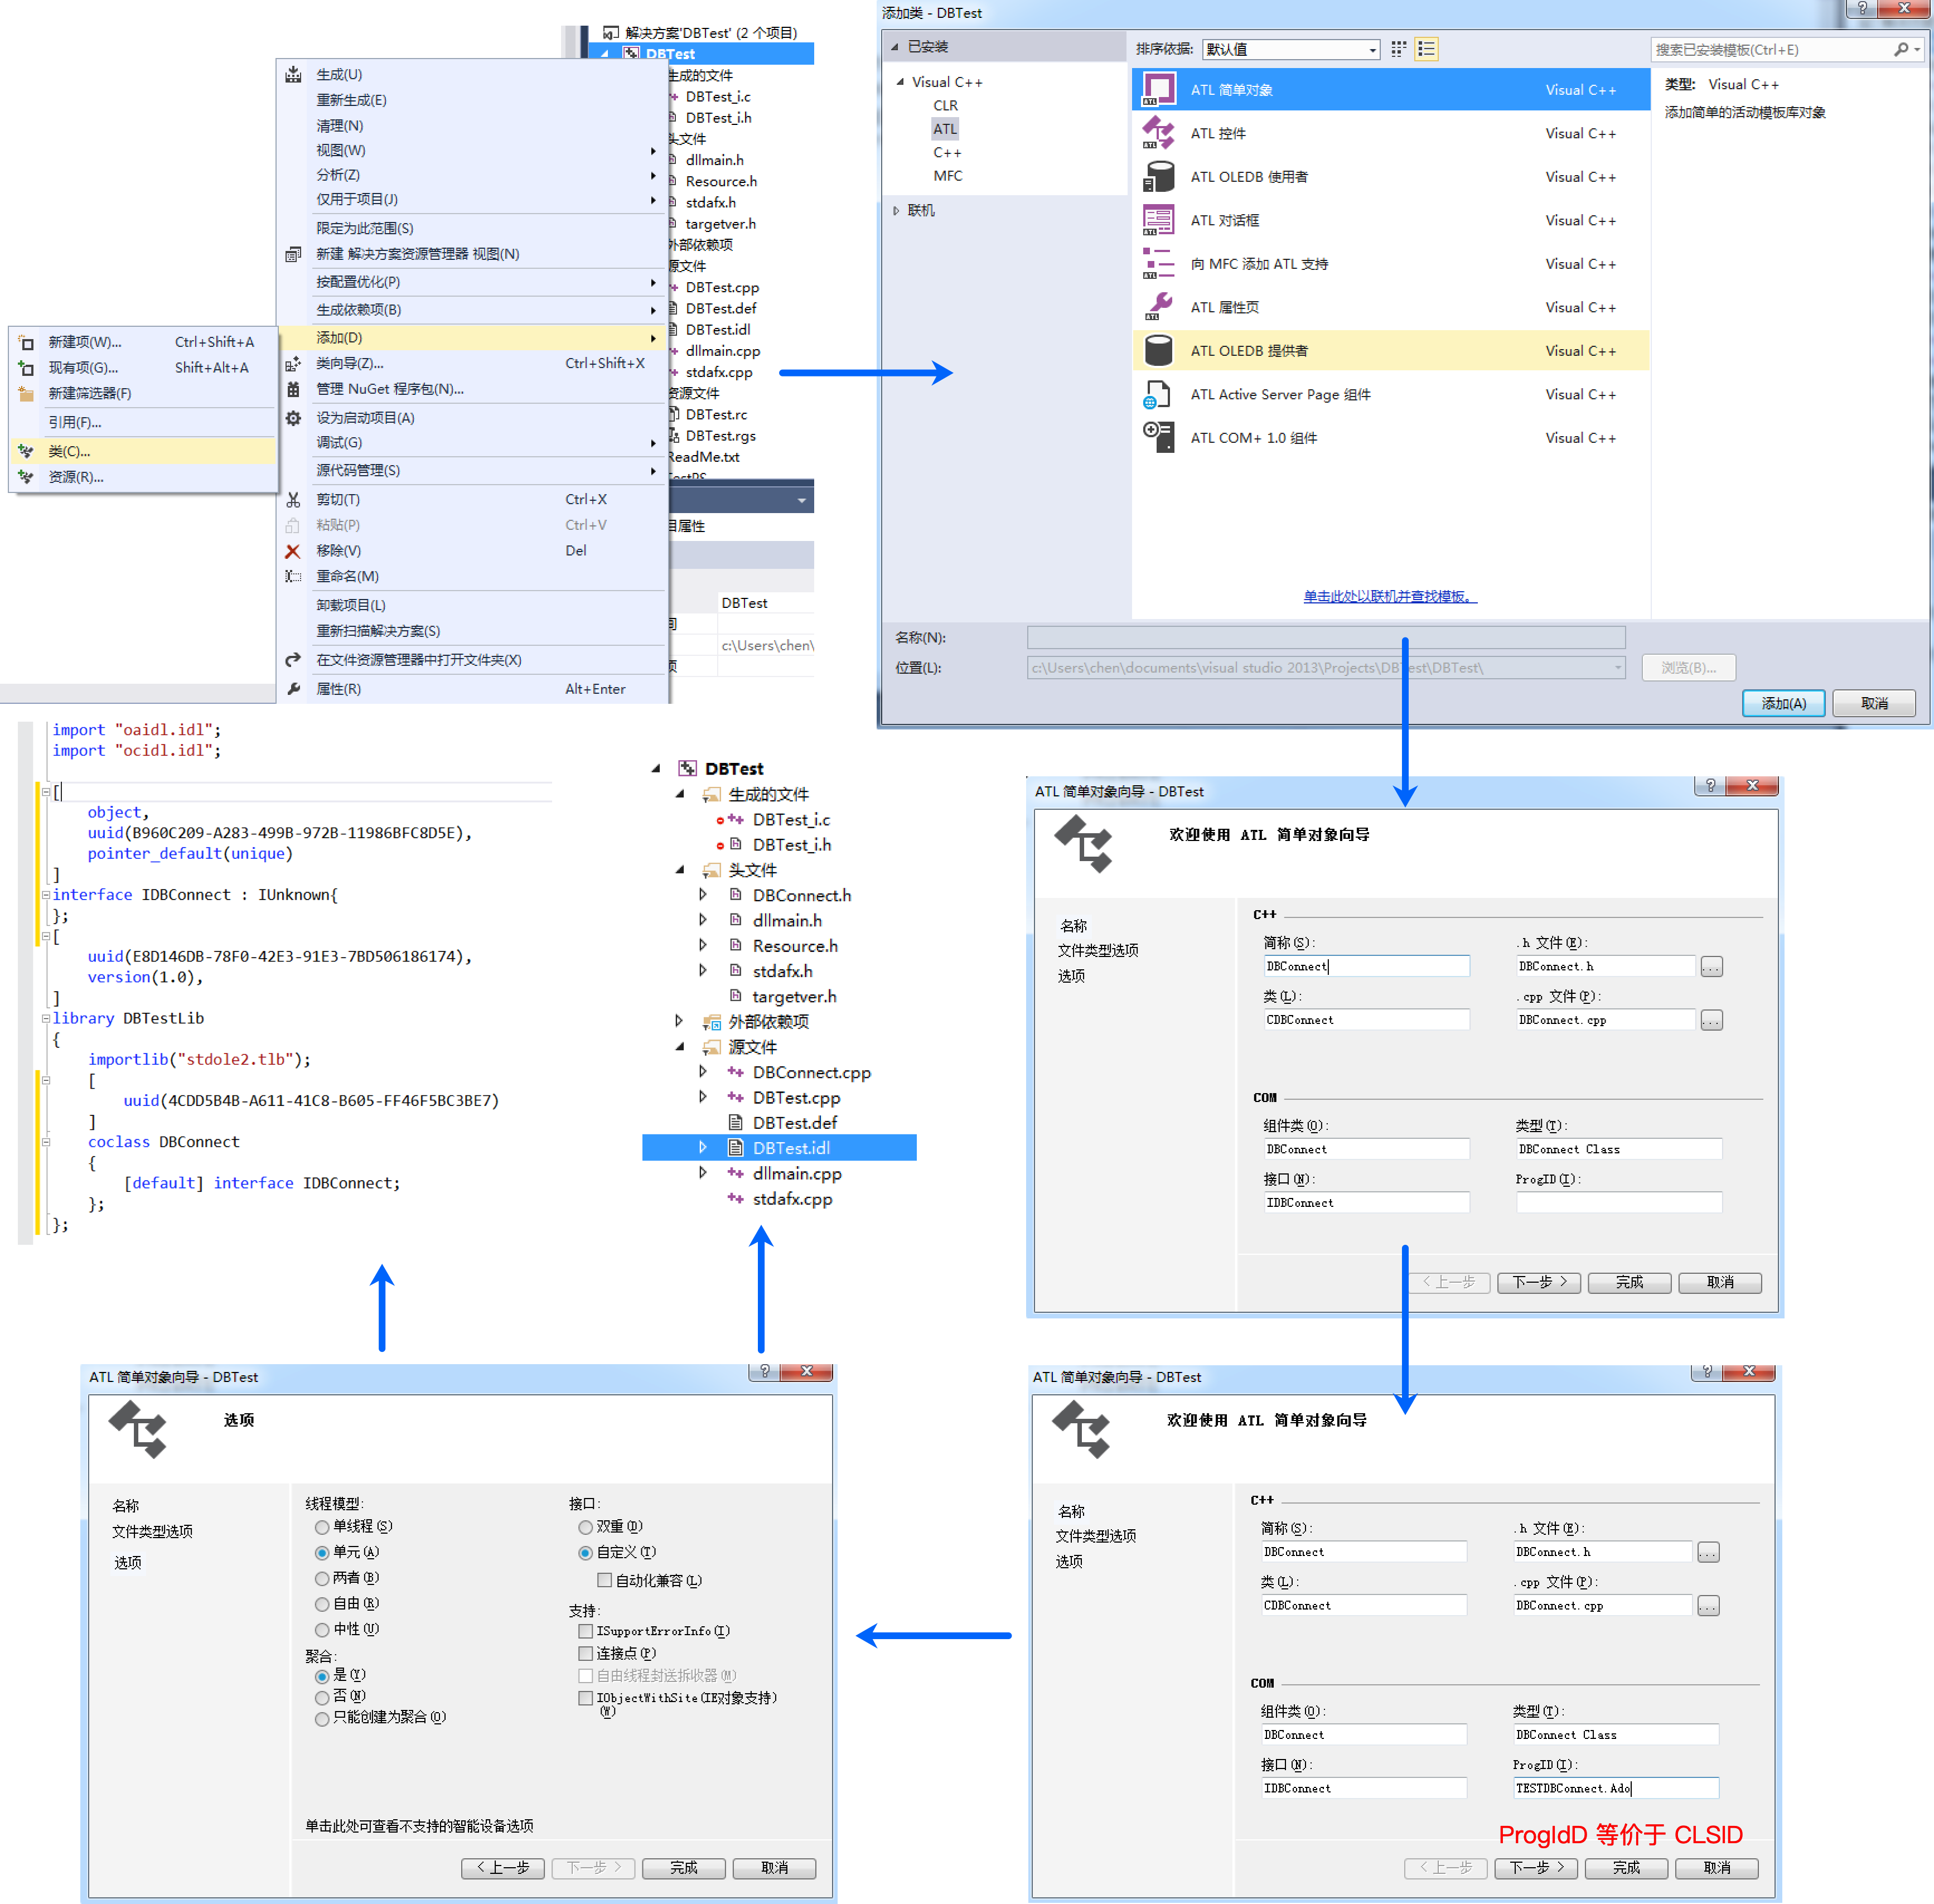 解决方案'DBTest' (2 个项目)
DBTest
生成的文件
DBTest_i.c
DBTest_i.h
头文件
dllmain.h
Resource.h
stdafx.h
targetver.h
外部依赖项
源文件
DBTest.cpp
DBTest.def
DBTest.idl
dllmain.cpp
stdafx.cpp
资源文件
DBTest.rc
DBTest.rgs
ReadMe.txt
目属性
DBTest
c:\Users\chen\
生成(U)
重新生成(E)
清理(N)
视图(W)
分析(Z)
仅用于项目(J)
限定为此范围(S)
新建 解决方案资源管理器 视图(N)
按配置优化(P)
生成依赖项(B)
添加(D)
类向导(Z)... Ctrl+Shift+X
管理 NuGet 程序包(N)...
设为启动项目(A)
调试(G)
源代码管理(S)
剪切(T) Ctrl+X
粘贴(P) Ctrl+V
移除(V) Del
重命名(M)
卸载项目(L)
重新扫描解决方案(S)
在文件资源管理器中打开文件夹(X)
属性(R) Alt+Enter
新建项(W)... Ctrl+Shift+A
现有项(G)... Shift+Alt+A
新建筛选器(F)
引用(F)...
类(C)...
资源(R)...
添加类 - DBTest
已安装
Visual C++
CLR
ATL
C++
MFC
联机
排序依据: 默认值
搜索已安装模板(Ctrl+E)
ATL 简单对象 Visual C++
ATL 控件 Visual C++
ATL OLEDB 使用者 Visual C++
ATL 对话框 Visual C++
向 MFC 添加 ATL 支持 Visual C++
ATL 属性页 Visual C++
ATL OLEDB 提供者 Visual C++
ATL Active Server Page 组件 Visual C++
ATL COM+ 1.0 组件 Visual C++
类型: Visual C++
添加简单的活动模板库对象
单击此处以联机并查找模板。
名称(N):
位置(L): c:\Users\chen\documents\visual studio 2013\Projects\DBTest\DBTest\
浏览(B)...
添加(A) 取消
import "oaidl.idl";
import "ocidl.idl";
[
object,
uuid(B960C209-A283-499B-972B-11986BFC8D5E),
pointer_default(unique)
]
interface IDBConnect : IUnknown{
};
[
uuid(E8D146DB-78F0-42E3-91E3-7BD506186174),
version(1.0),
]
library DBTestLib
{
importlib("stdole2.tlb");
[
uuid(4CDD5B4B-A611-41C8-B605-FF46F5BC3BE7)
]
coclass DBConnect
{
[default] interface IDBConnect;
};
};
DBTest
生成的文件
DBTest_i.c
DBTest_i.h
头文件
DBConnect.h
dllmain.h
Resource.h
stdafx.h
targetver.h
外部依赖项
源文件
DBConnect.cpp
DBTest.cpp
DBTest.def
DBTest.idl
dllmain.cpp
stdafx.cpp
ATL 简单对象向导 - DBTest
欢迎使用 ATL 简单对象向导
名称
文件类型选项
选项
C++
简称(S): .h 文件(E):
DBConnect DBConnect.h ...
类(L): .cpp 文件(P):
CDBConnect DBConnect.cpp ...
COM
组件类(O): 类型(T):
DBConnect DBConnect Class
接口(N): ProgID(I):
IDBConnect
< 上一步 下一步 > 完成 取消
ATL 简单对象向导 - DBTest
选项
名称
文件类型选项
选项
线程模型:
单线程(S)
单元(A)
两者(B)
自由(R)
中性(U)
聚合:
是(Y)
否(N)
只能创建为聚合(O)
接口:
双重(D)
自定义(T)
自动化兼容(L)
支持:
ISupportErrorInfo(I)
连接点(P)
自由线程封送拆收器(M)
IObjectWithSite(IE对象支持)
(W)
单击此处可查看不支持的智能设备选项
< 上一步 下一步 > 完成 取消
ATL 简单对象向导 - DBTest
欢迎使用 ATL 简单对象向导
名称
文件类型选项
选项
C++
简称(S): .h 文件(E):
DBConnect DBConnect.h ...
类(L): .cpp 文件(P):
CDBConnect DBConnect.cpp ...
COM
组件类(O): 类型(T):
DBConnect DBConnect Class
接口(N): ProgID(I):
IDBConnect TESTDBConnect.Ado
ProgIdD 等价于 CLSID
< 上一步 下一步 > 完成 取消